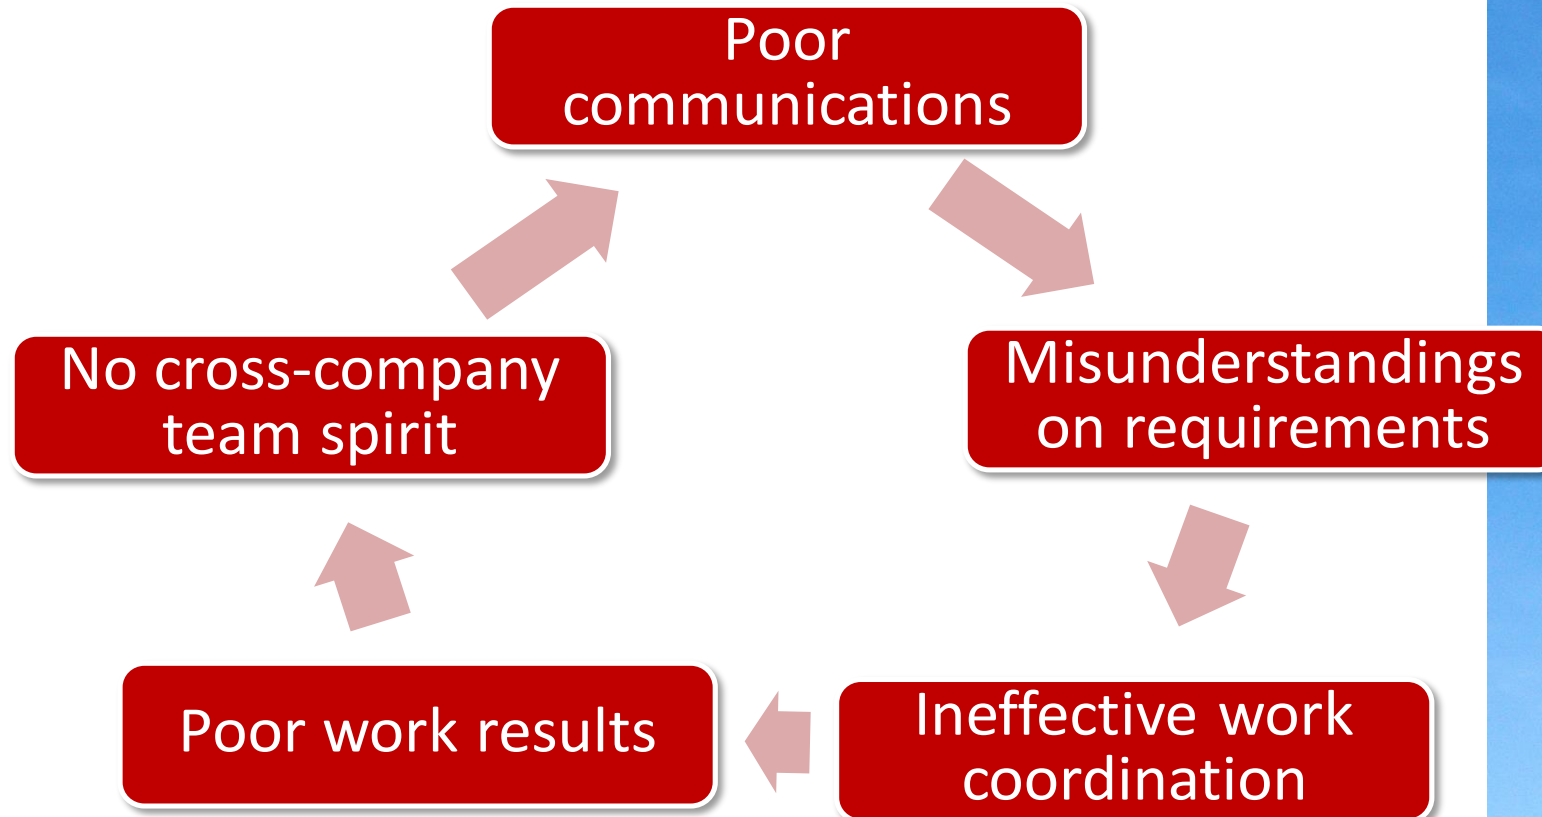 Poor
communications
Misunderstandings
on requirements
Ineffective work
coordination
Poor work results
No cross-company
team spirit